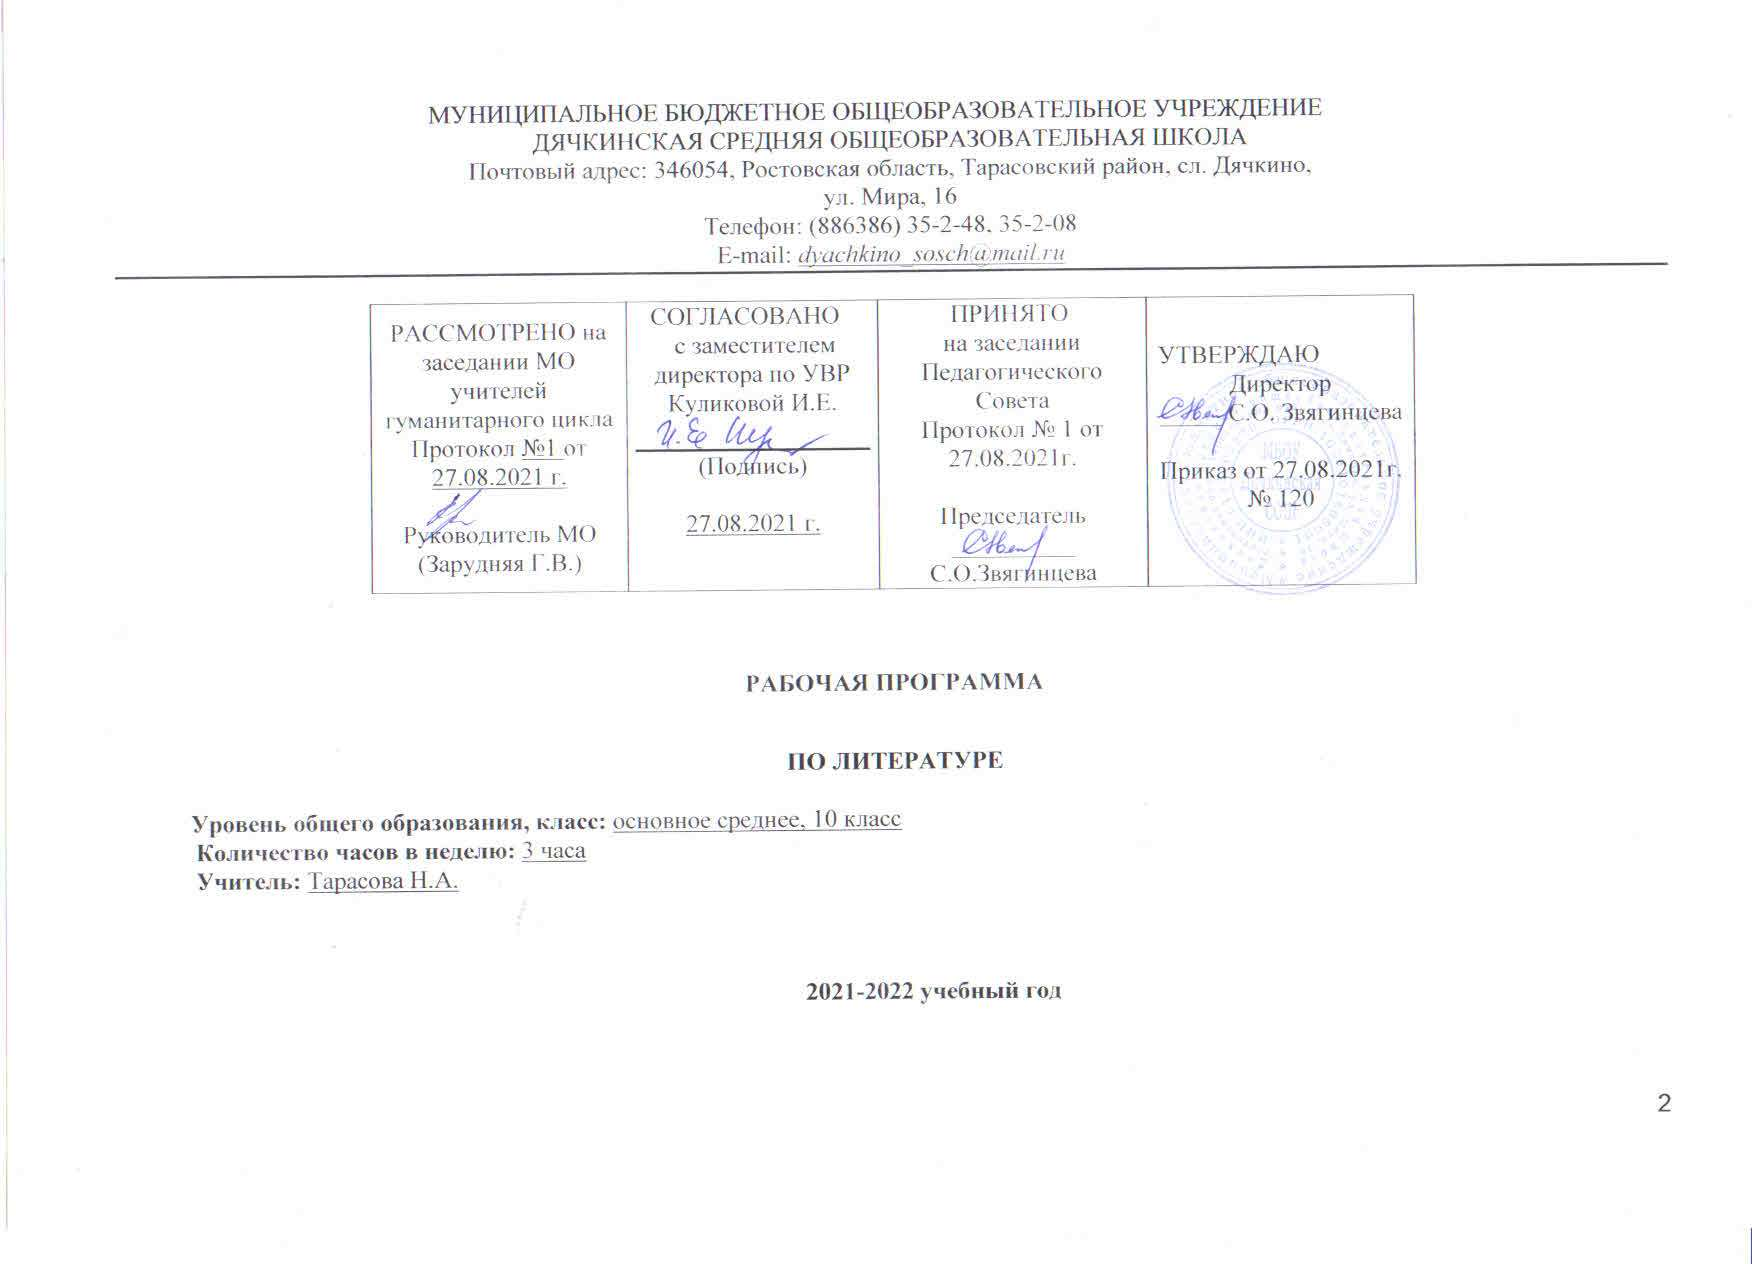 МУНИЦИПАЛЬНОЕ БЮДЖЕТНОЕ ОБЩЕОБРАЗОВАТЕЛЬНОЕ УЧРЕЖДЕНИЕ
ДЯЧКИНСКАЯ СРЕДНЯЯ ОБЩЕОБРАЗОВАТЕЛЬНАЯ ШКОЛА
Почтовый адрес: 346054, Ростовская область, Тарасовский район, сл. Дячкино,
ул. Мира, 16
Телефон: (886386) 35-2-48, 35-2-08
E-mail: dyachkino_sosch@mail.ru
РАССМОТРЕНО на
заседании МО
учителей
гуманитарного цикла
Протокол №1 от
27.08.2021 г.
Руководитель МО
(Зарудняя Г.В.)
СОГЛАСОВАНО
с заместителем
директора по УВР
Куликовой И.Е.
(Подпись)
27.08.2021 г.
ПРИНЯТО
на заседании
Педагогического
Совета
Протокол № 1 от
27.08.2021г.
Председатель
С.О.Звягинцева
УТВЕРЖДАЮ
Директор
С.О. Звягинцева
Приказ от 27.08.2021г.
№ 120
РАБОЧАЯ ПРОГРАММА
ПО ЛИТЕРАТУРЕ
Уровень общего образования, класс: основное среднее, 10 класс
Количество часов в неделю: 3 часа
Учитель: Тарасова Н.А.
2021-2022 учебный год
2